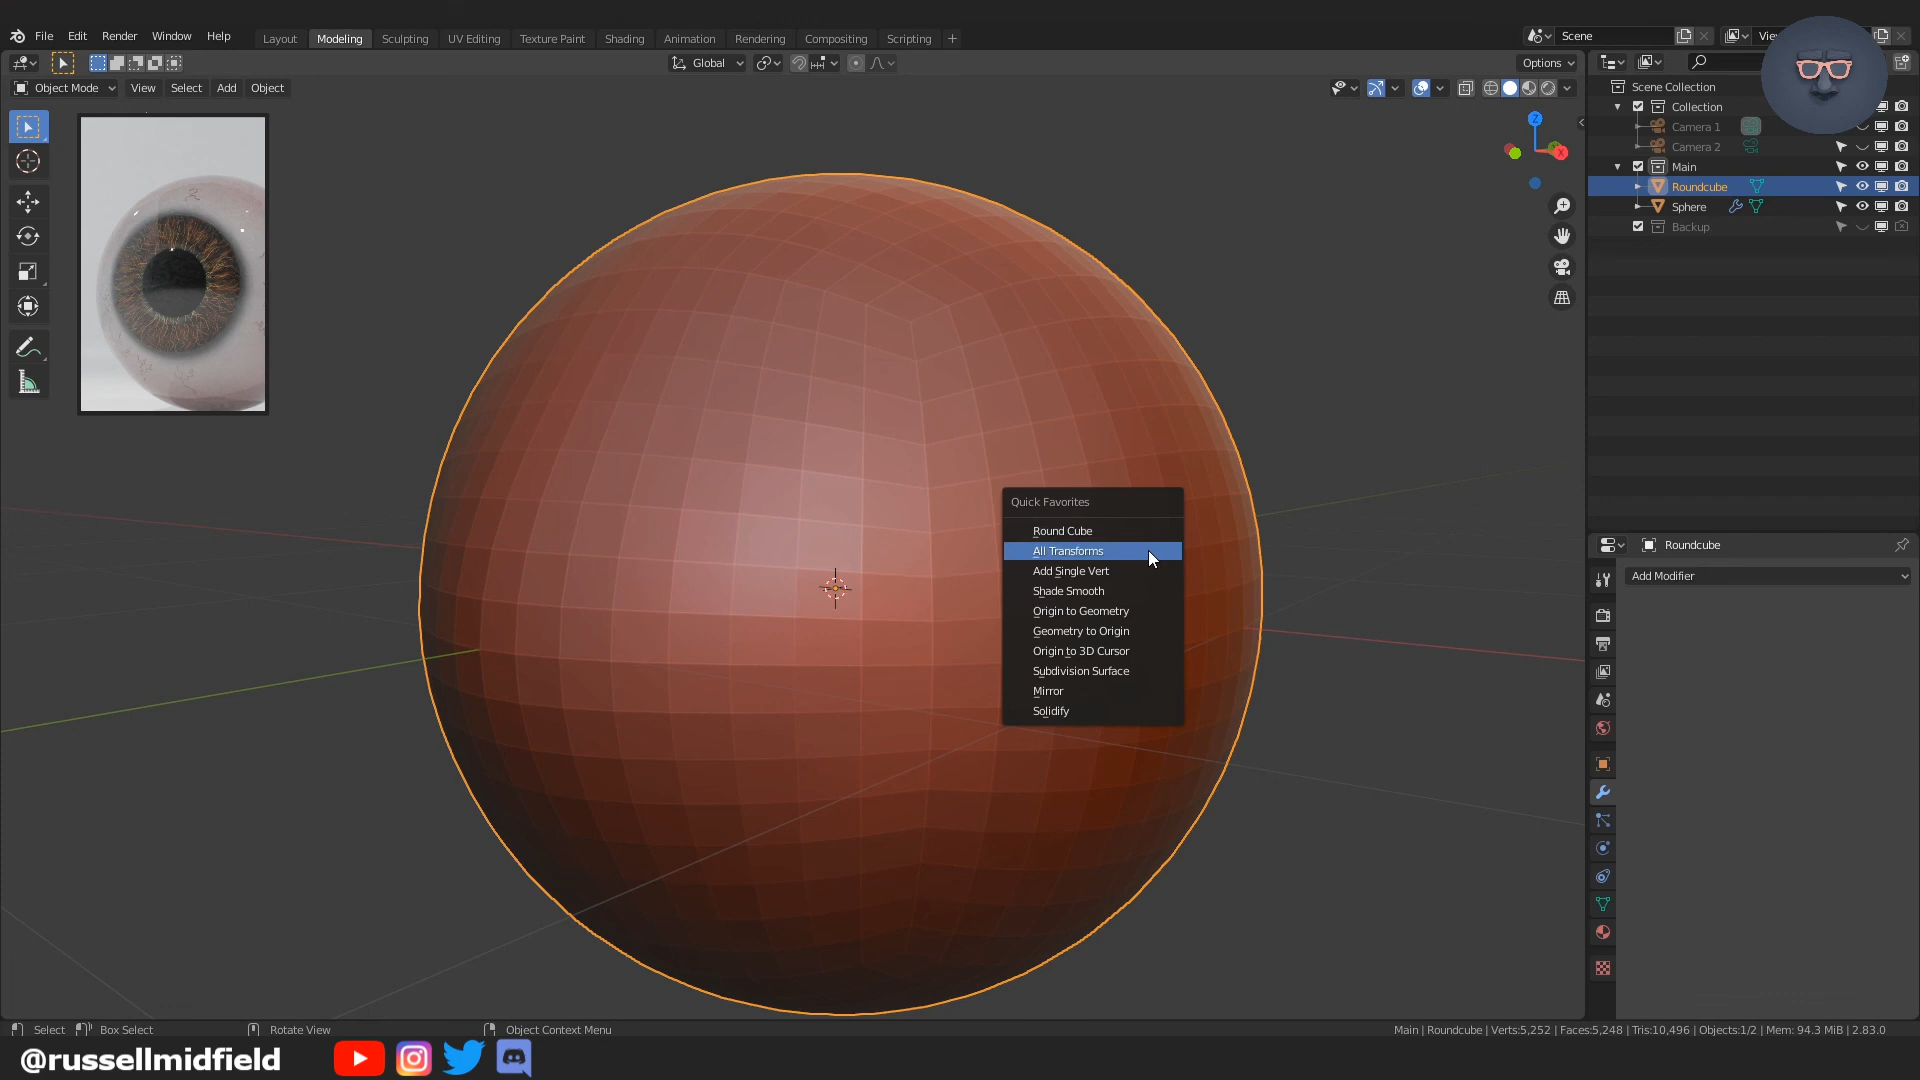 File Edit Render Window Help
Layout Modeling Sculpting UV Editing Texture Paint Shading Animation Rendering Compositing Scripting
Scene
Global
Options
Object Mode View Select Add Object
Scene Collection
Collection
Camera 1
Camera 2
Main
Roundcube
Sphere
Backup
Z
X
Quick Favorites
Round Cube
All Transforms
Add Single Vert
Shade Smooth
Origin to Geometry
Geometry to Origin
Origin to 3D Cursor
Subdivision Surface
Mirror
Solidify
Roundcube
Add Modifier
Select Box Select Rotate View Object Context Menu
Main | Roundcube | Verts:5,252 | Faces:5,248 | Tris:10,496 | Objects:1/2 | Mem: 94.3 MiB | 2.83.0
@russellmidfield